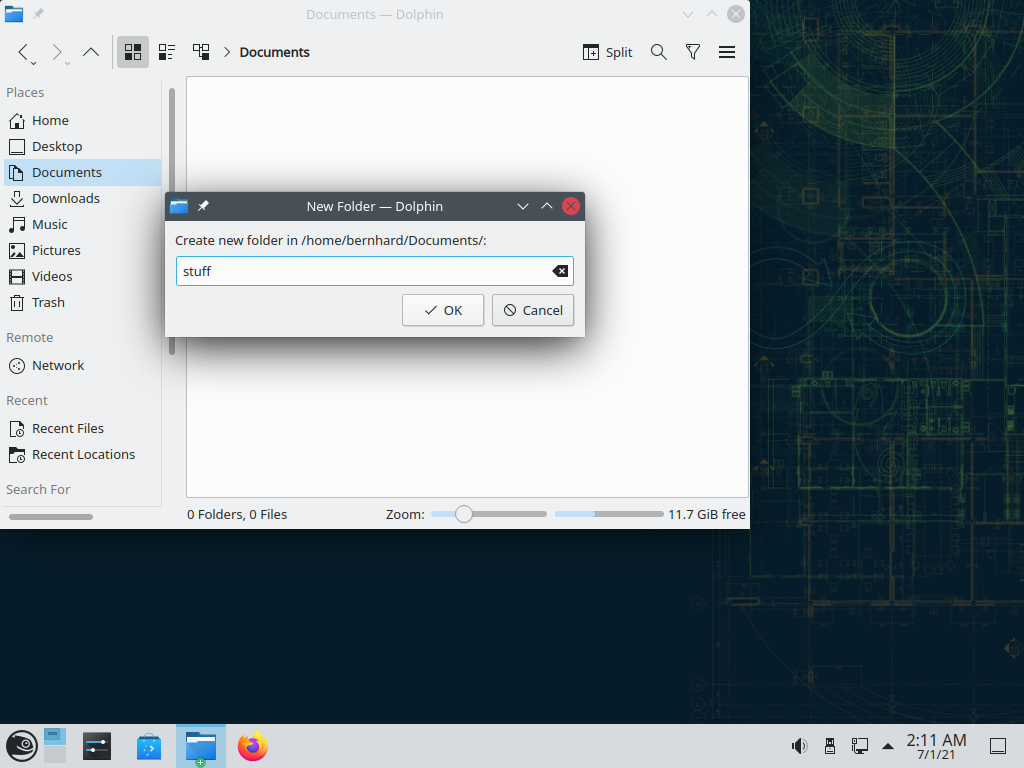 Documents — Dolphin
Documents
Split
Places
Home
Desktop
Documents
Downloads
Music
Pictures
Videos
Trash
Remote
Network
Recent
Recent Files
Recent Locations
Search For
New Folder — Dolphin
Create new folder in /home/bernhard/Documents/:
stuff
OK
Cancel
0 Folders, 0 Files
Zoom:
11.7 GiB free
2:11 AM
7/1/21